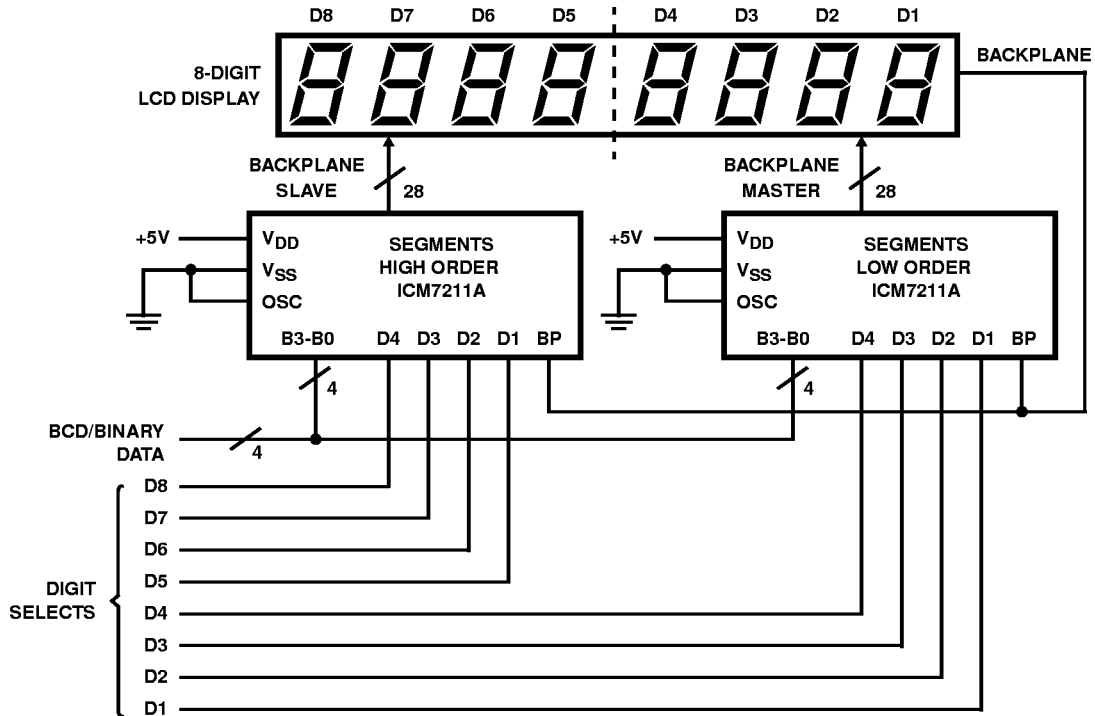 D8 D7 D6 D5 D4 D3 D2 D1
8-DIGIT
LCD DISPLAY
BACKPLANE
BACKPLANE
SLAVE
28
BACKPLANE
MASTER
28
+5V
VDD
VSS
OSC
SEGMENTS
HIGH ORDER
ICM7211A
B3-B0 D4 D3 D2 D1 BP
4
+5V
VDD
VSS
OSC
SEGMENTS
LOW ORDER
ICM7211A
B3-B0 D4 D3 D2 D1 BP
4
BCD/BINARY
DATA
4
DIGIT
SELECTS
D8
D7
D6
D5
D4
D3
D2
D1